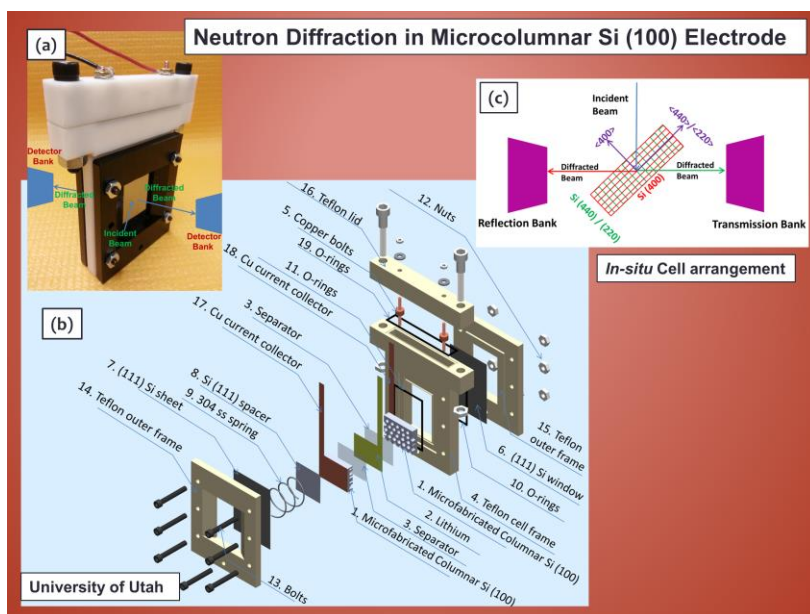 Neutron Diffraction in Microcolumnar Si (100) Electrode
(a)
Detector
Bank
Diffracted
Beam
Diffracted
Beam
Incident
Beam
Detector
Bank
(c)
Incident
Beam
<400>
<440>/<220>
Diffracted
Beam
Diffracted
Beam
Si (400)
Si (440) / (220)
Reflection Bank
Transmission Bank
In-situ Cell arrangement
(b)
16. Teflon lid
5. Copper bolts
19. O-rings
11. O-rings
18. Cu current collector
3. Separator
17. Cu current collector
8. Si (111) spacer
9. 304 ss spring
7. (111) Si sheet
14. Teflon outer frame
12. Nuts
15. Teflon
outer frame
6. (111) Si window
10. O-rings
4. Teflon cell frame
1. Microfabricated Columnar Si (100)
2. Lithium
3. Separator
1. Microfabricated Columnar Si (100)
13. Bolts
University of Utah